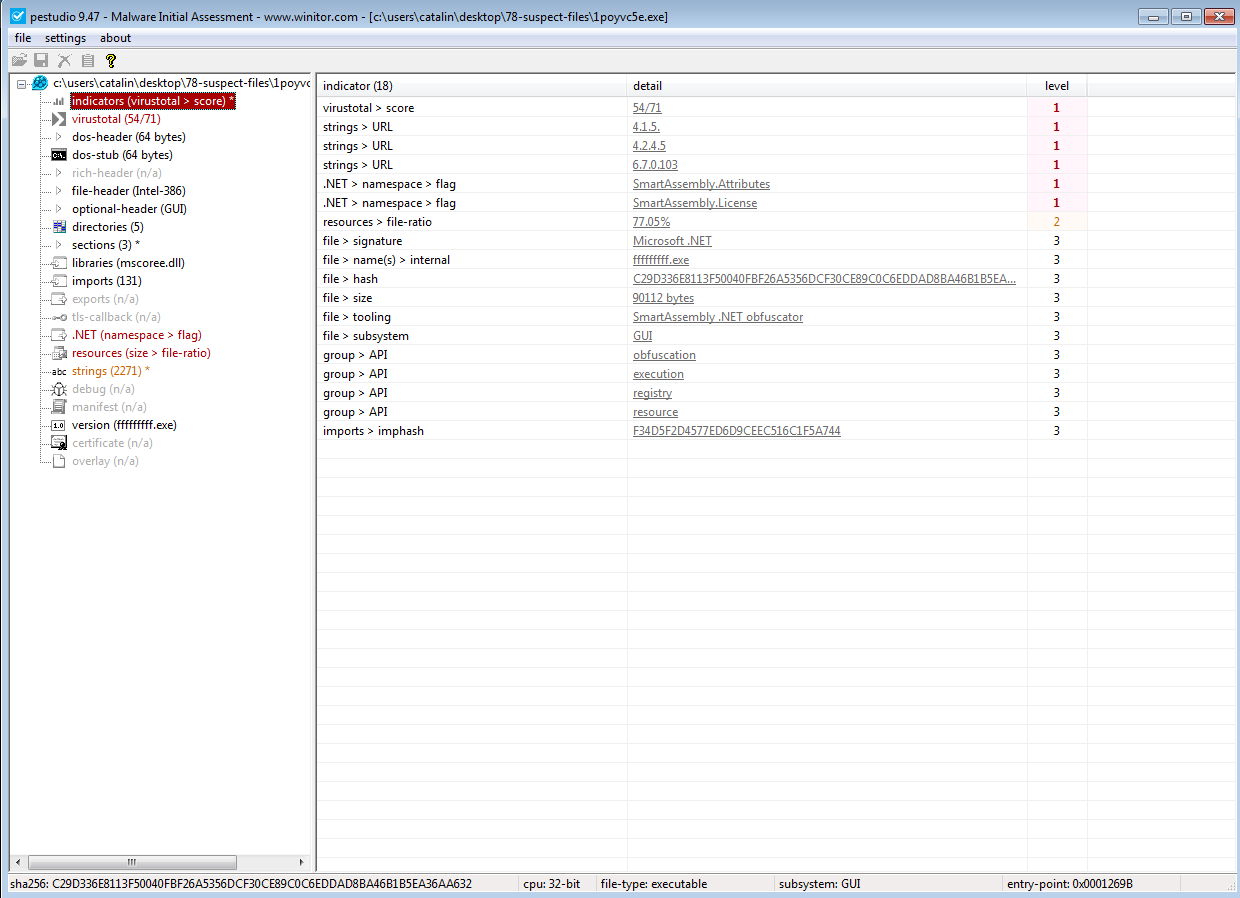 pestudio 9.47 - Malware Initial Assessment - www.winitor.com - [c:\users\catalin\desktop\78-suspect-files\1poyvc5e.exe]
file settings about
c:\users\catalin\desktop\78-suspect-files\1poyvc
indicators (virustotal > score) *
virustotal (54/71)
dos-header (64 bytes)
dos-stub (64 bytes)
rich-header (n/a)
file-header (Intel-386)
optional-header (GUI)
directories (5)
sections (3) *
libraries (mscoree.dll)
imports (131)
exports (n/a)
tls-callback (n/a)
.NET (namespace > flag)
resources (size > file-ratio)
abc strings (2271) *
debug (n/a)
manifest (n/a)
1.0 version (fffffffff.exe)
certificate (n/a)
overlay (n/a)
indicator (18) detail level
virustotal > score 54/71 1
strings > URL 4.1.5. 1
strings > URL 4.2.4.5 1
strings > URL 6.7.0.103 1
.NET > namespace > flag SmartAssembly.Attributes 1
.NET > namespace > flag SmartAssembly.License 1
resources > file-ratio 77.05% 2
file > signature Microsoft .NET 3
file > name(s) > internal fffffffff.exe 3
file > hash C29D336E8113F50040FBF26A5356DCF30CE89C0C6EDDAD8BA46B1B5EA... 3
file > size 90112 bytes 3
file > tooling SmartAssembly .NET obfuscator 3
file > subsystem GUI 3
group > API obfuscation 3
group > API execution 3
group > API registry 3
group > API resource 3
imports > imphash F34D5F2D4577ED6D9CEEC516C1F5A744 3
sha256: C29D336E8113F50040FBF26A5356DCF30CE89C0C6EDDAD8BA46B1B5EA36AA632 cpu: 32-bit file-type: executable subsystem: GUI entry-point: 0x0001269B